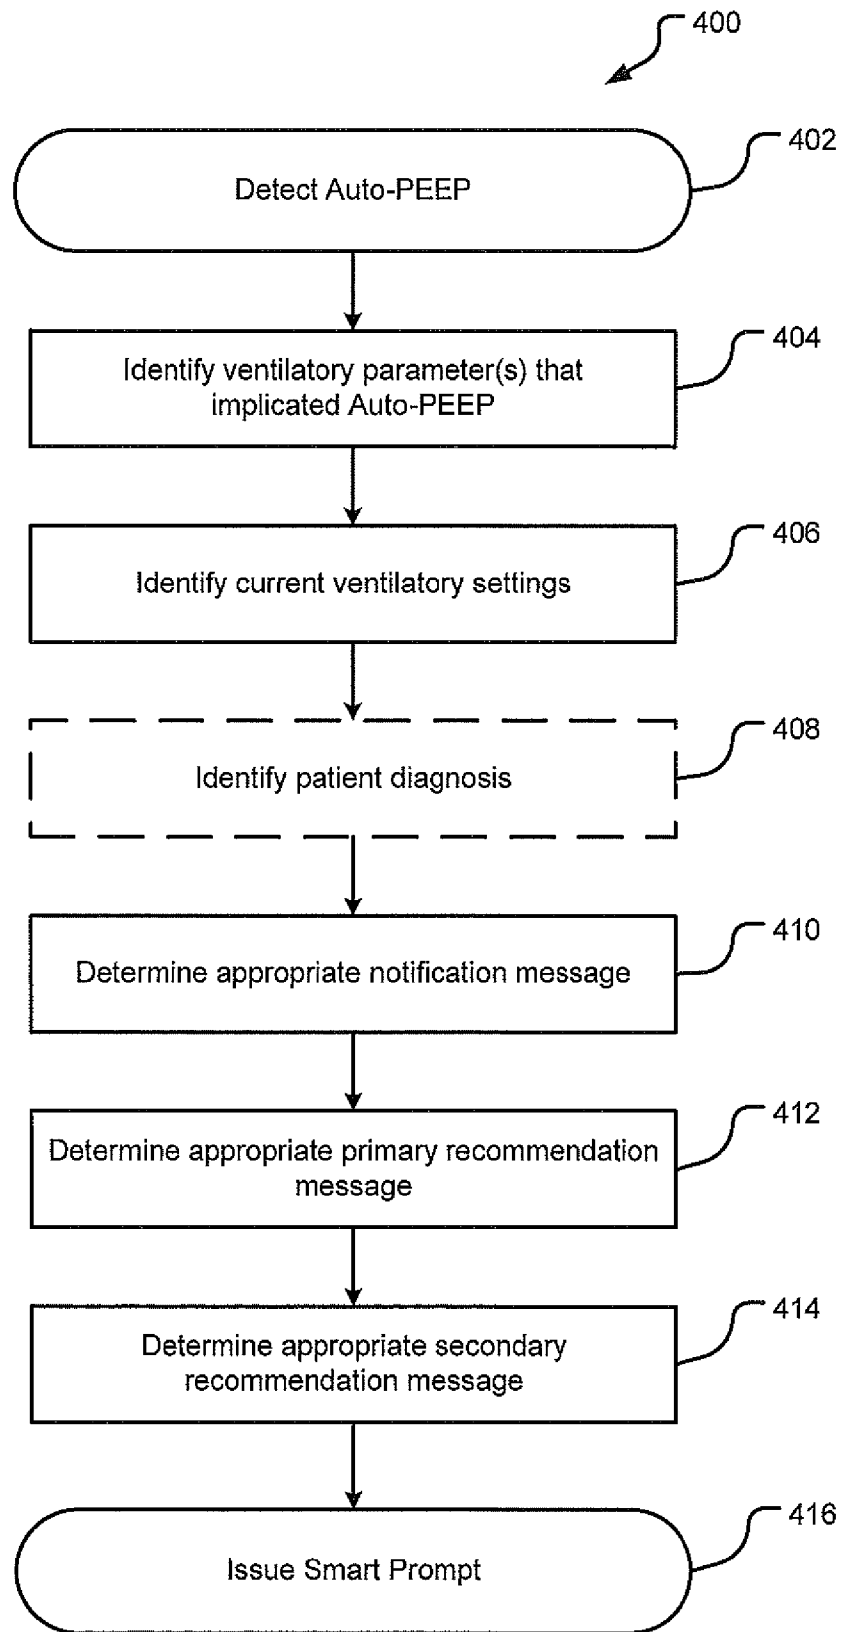 400
402
Detect Auto-PEEP
404
Identify ventilatory parameter(s) that
implicated Auto-PEEP
406
Identify current ventilatory settings
408
Identify patient diagnosis
410
Determine appropriate notification message
412
Determine appropriate primary recommendation
message
414
Determine appropriate secondary
recommendation message
416
Issue Smart Prompt